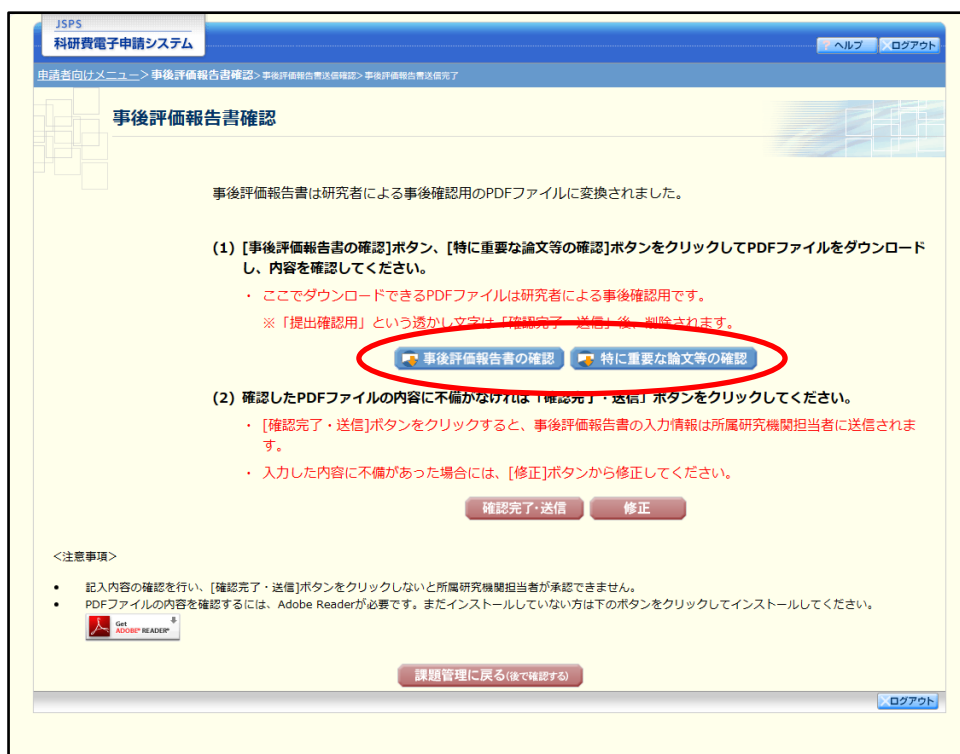 JSPS
科研費電子申請システム
ヘルプ ログアウト
申請者向けメニュー>事後評価報告書確認>事後評価報告書送信確認>事後評価報告書送信完了
事後評価報告書確認
事後評価報告書は研究者による事後確認用のPDFファイルに変換されました。
(1) [事後評価報告書の確認]ボタン、[特に重要な論文等の確認]ボタンをクリックしてPDFファイルをダウンロード
し、内容を確認してください。
・ ここでダウンロードできるPDFファイルは研究者による事後確認用です。
※「提出確認用」という透かし文字は「確認完了・送信」後、削除されます。
事後評価報告書の確認 特に重要な論文等の確認
(2) 確認したPDFファイルの内容に不備がなければ「確認完了・送信」ボタンをクリックしてください。
・ [確認完了・送信]ボタンをクリックすると、事後評価報告書の入力情報は所属研究機関担当者に送信されま
す。
・ 入力した内容に不備があった場合には、[修正]ボタンから修正してください。
確認完了・送信 修正
<注意事項>
• 記入内容の確認を行い、[確認完了・送信]ボタンをクリックしないと所属研究機関担当者が承認できません。
• PDFファイルの内容を確認するには、Adobe Readerが必要です。まだインストールしていない方は下のボタンをクリックしてインストールしてください。
Get
ADOBE® READER®
課題管理に戻る(後で確認する)
ログアウト